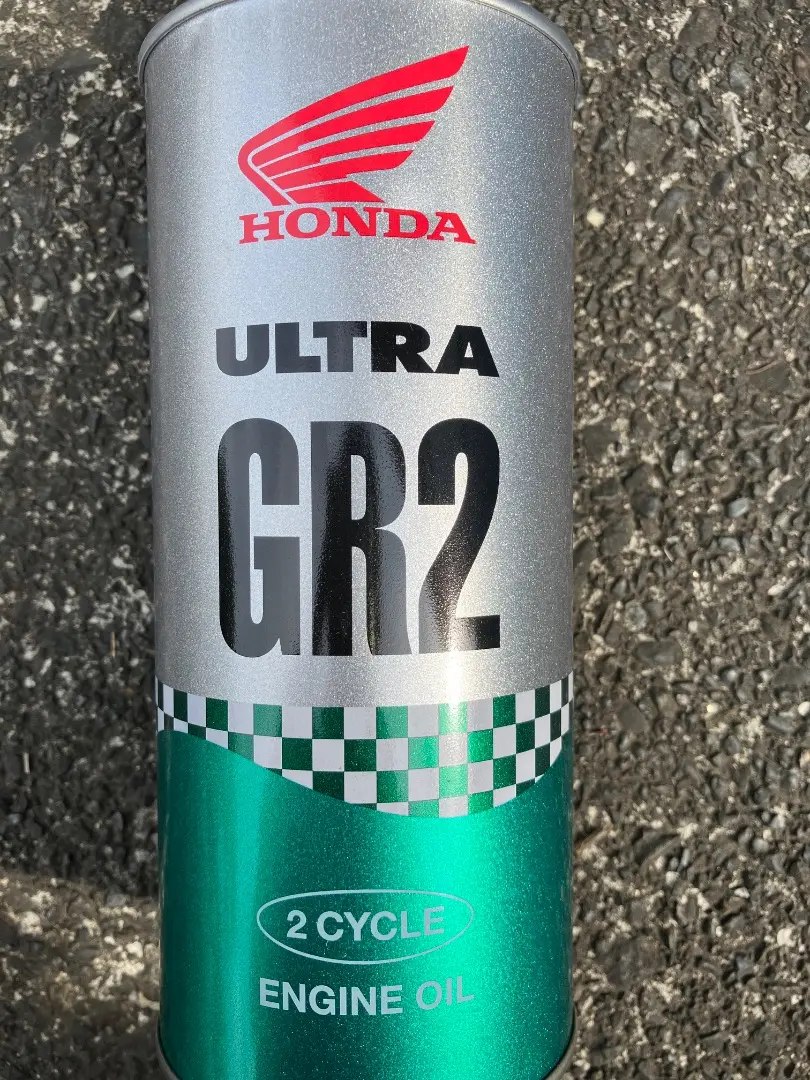 HONDA
ULTRA
GR2
2 CYCLE
ENGINE OIL